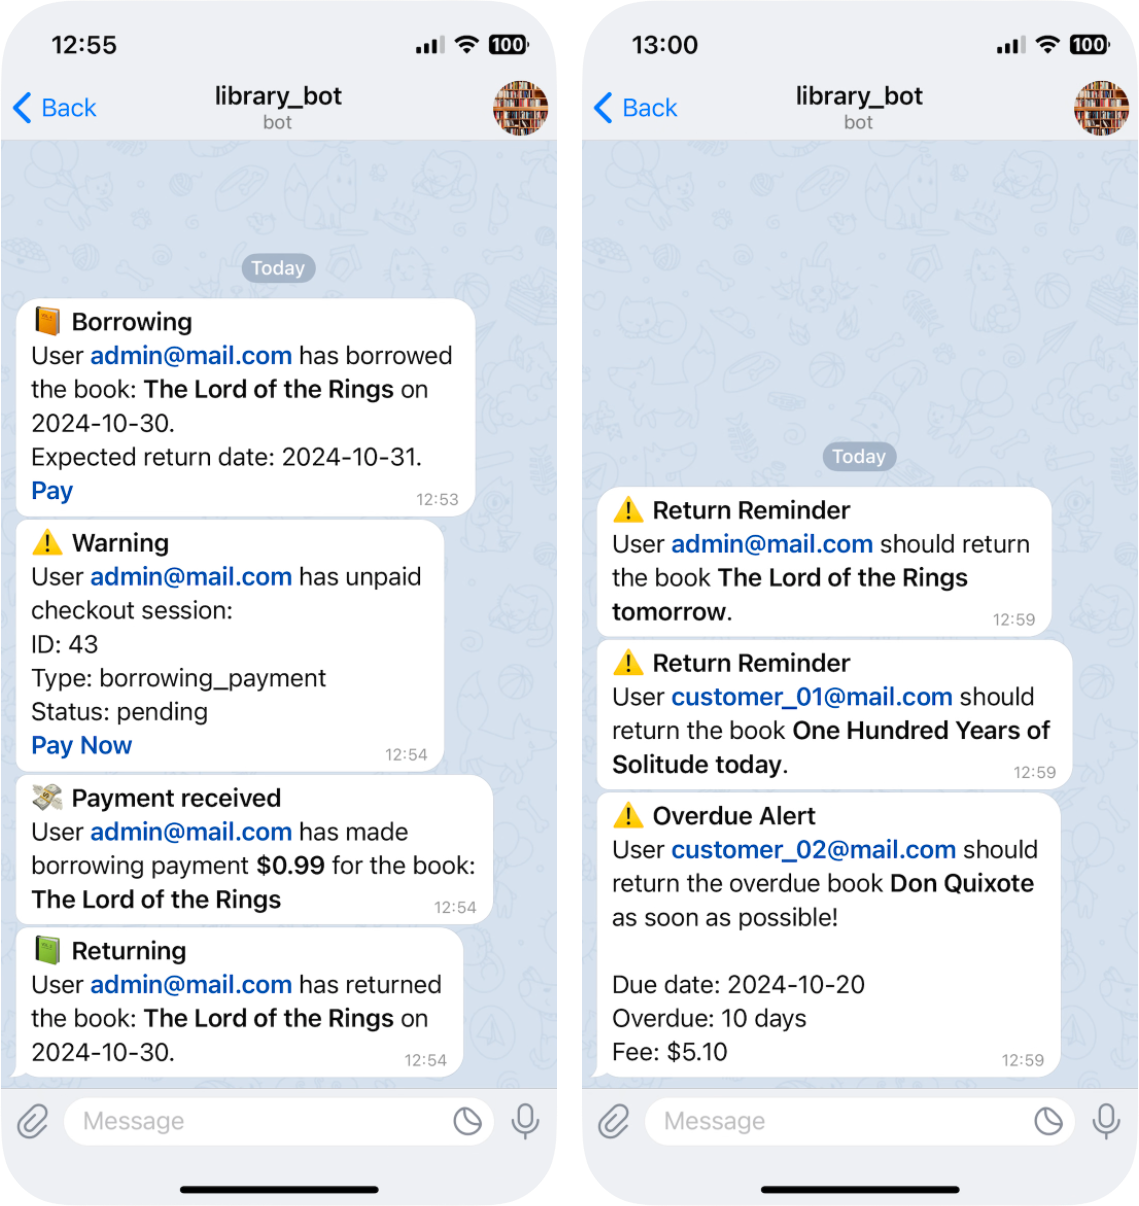 12:55
100
Back
library_bot
bot
Today
Borrowing
User admin@mail.com has borrowed
the book: The Lord of the Rings on
2024-10-30.
Expected return date: 2024-10-31.
Pay
12:53
Warning
User admin@mail.com has unpaid
checkout session:
ID: 43
Type: borrowing_payment
Status: pending
Pay Now
12:54
Payment received
User admin@mail.com has made
borrowing payment $0.99 for the book:
The Lord of the Rings
12:54
Returning
User admin@mail.com has returned
the book: The Lord of the Rings on
2024-10-30.
12:54
Message
13:00
100
Back
library_bot
bot
Today
Return Reminder
User admin@mail.com should return
the book The Lord of the Rings
tomorrow.
12:59
Return Reminder
User customer_01@mail.com should
return the book One Hundred Years of
Solitude today.
12:59
Overdue Alert
User customer_02@mail.com should
return the overdue book Don Quixote
as soon as possible!
Due date: 2024-10-20
Overdue: 10 days
Fee: $5.10
12:59
Message